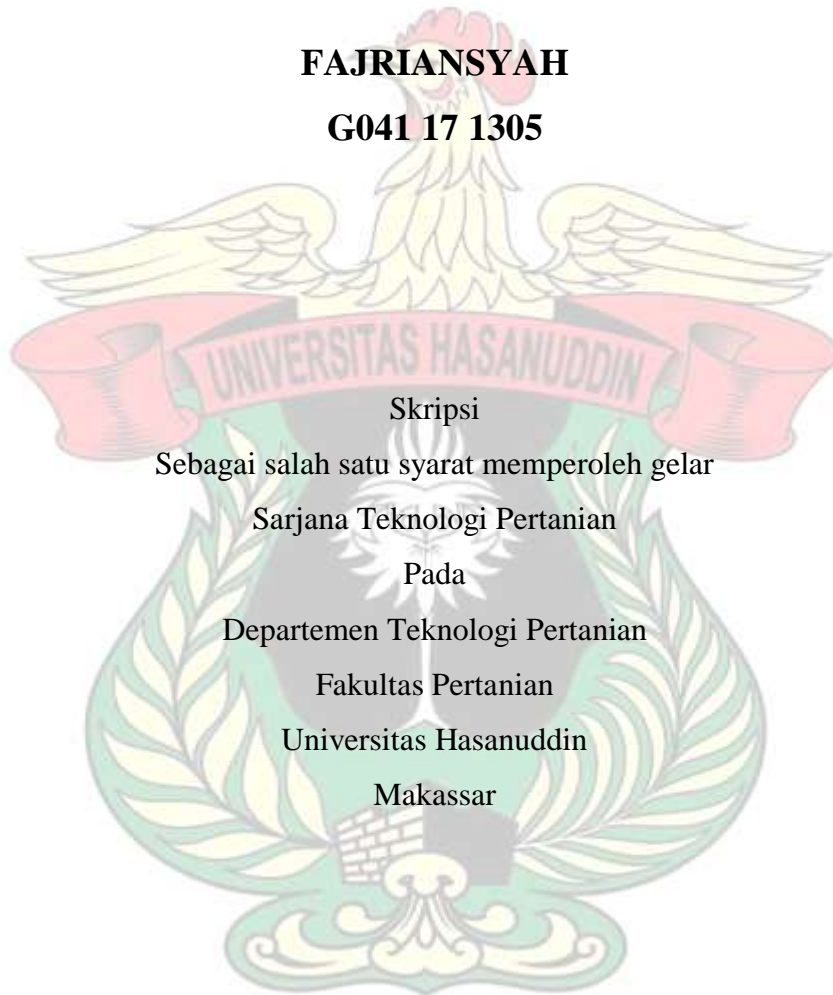 FAJRIANSYAH
G041 17 1305
UNIVERSITAS HASANUDDIN
Skripsi
Sebagai salah satu syarat memperoleh gelar
Sarjana Teknologi Pertanian
Pada
Departemen Teknologi Pertanian
Fakultas Pertanian
Universitas Hasanuddin
Makassar